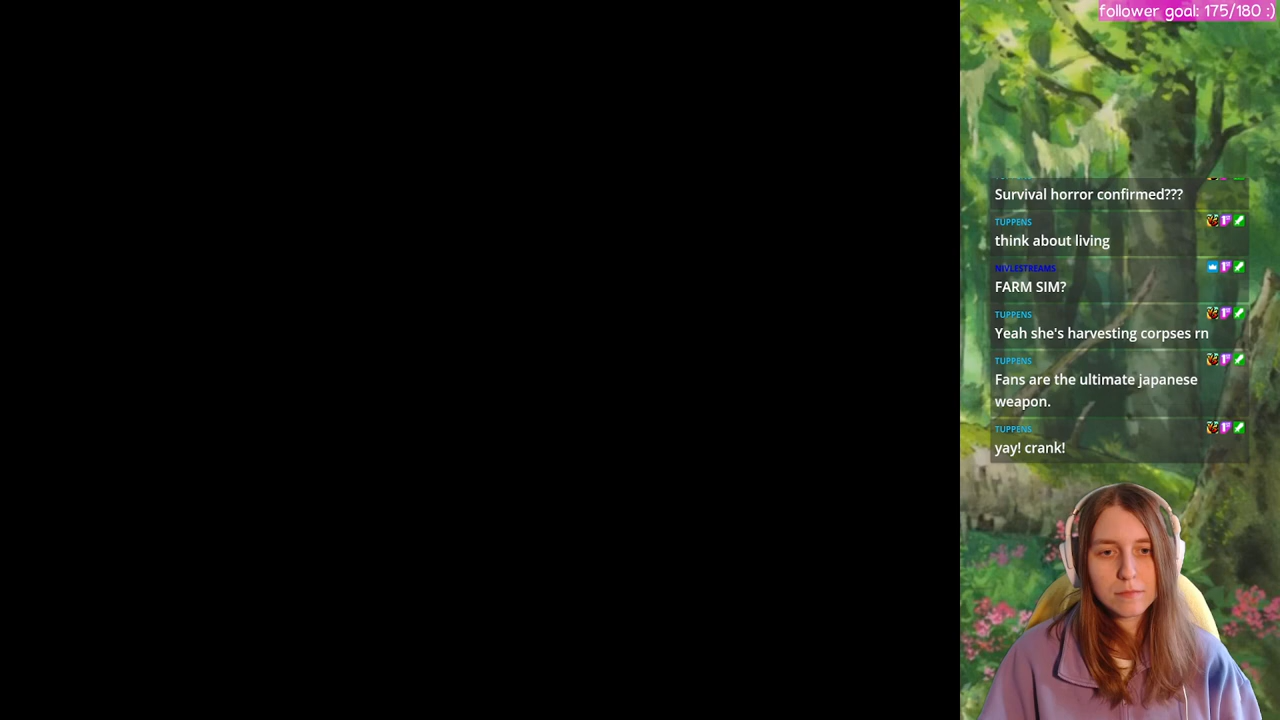 follower goal: 175/180 :)
Survival horror confirmed???
TUPPENS
think about living
NIVLESTREAMS
FARM SIM?
TUPPENS
Yeah she's harvesting corpses rn
TUPPENS
Fans are the ultimate japanese
weapon.
TUPPENS
yay! crank!